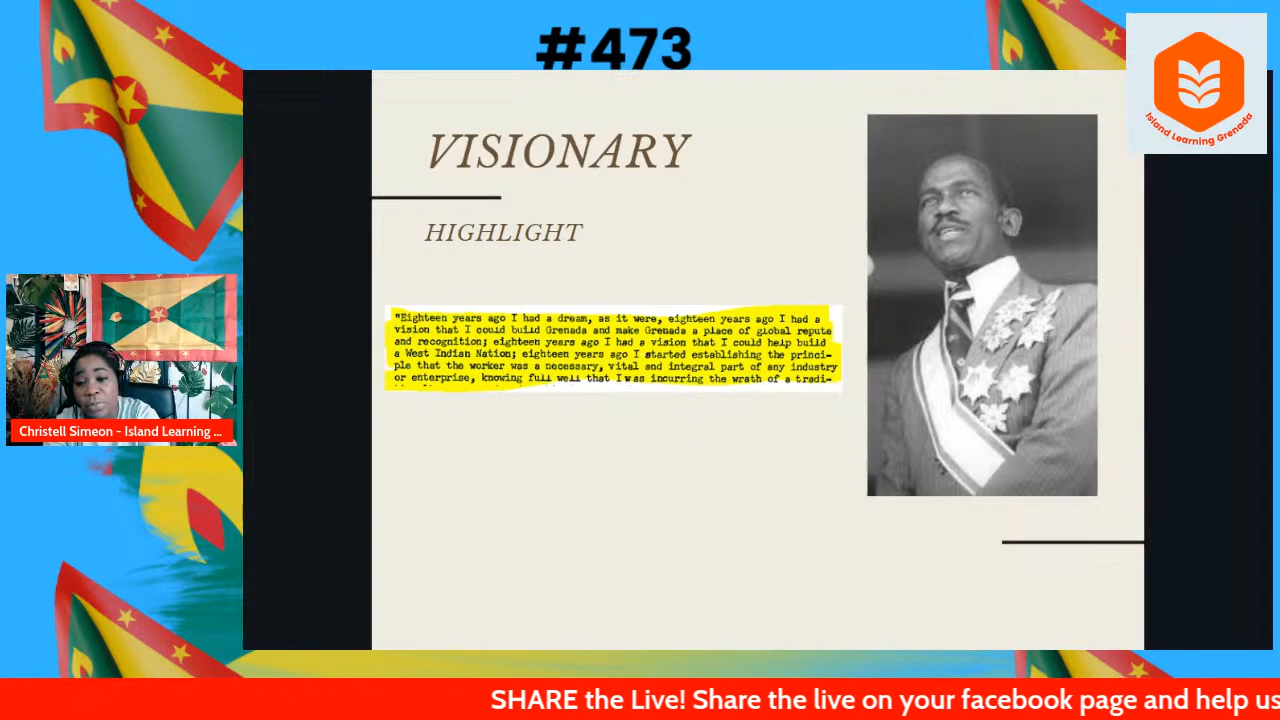 #473
Island Learning Grenada
VISIONARY
HIGHLIGHT
"Eighteen years ago I had a dream, as it were, eighteen years ago I had a
vision that I could build Grenada and make Grenada a place of global repute
and recognition; eighteen years ago I had a vision that I could help build
a West Indian Nation; eighteen years ago I started establishing the princi-
ple that the worker was a necessary, vital and integral part of any industry
or enterprise, knowing full well that I was incurring the wrath of a tradi-
Christell Simeon - Island Learning ...
SHARE the Live! Share the live on your facebook page and help us